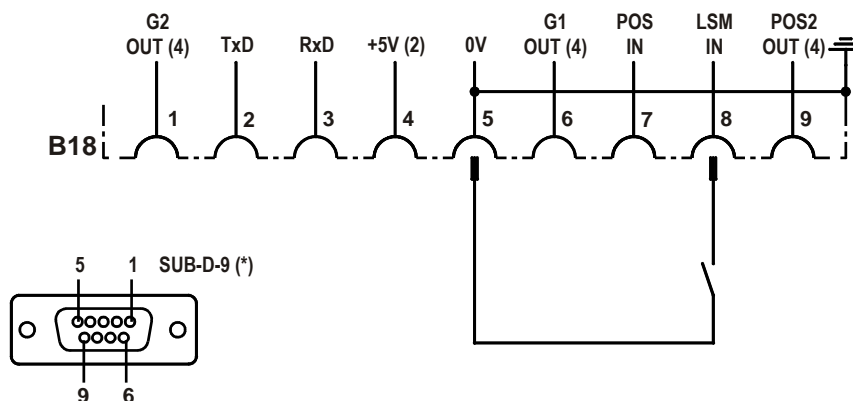 G2 G1 POS LSM POS2
OUT (4) TxD RxD +5V (2) 0V OUT (4) IN IN OUT (4)
1 2 3 4 5 6 7 8 9
B18
5 1 SUB-D-9 (*)
9 6